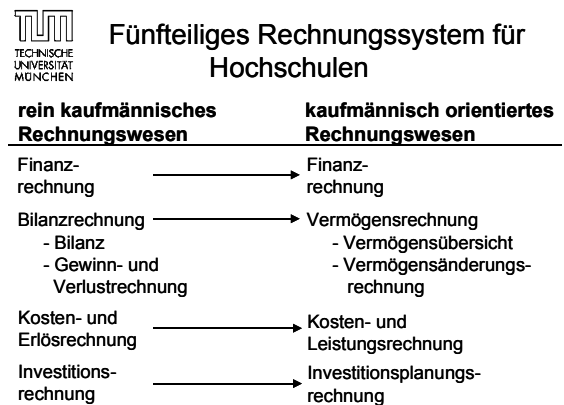 TECHNISCHE
UNIVERSITÄT
MÜNCHEN
Fünfteiliges Rechnungssystem für
Hochschulen
rein kaufmännisches
Rechnungswesen
kaufmännisch orientiertes
Rechnungswesen
Finanz-
rechnung
Finanz-
rechnung
Bilanzrechnung
- Bilanz
- Gewinn- und
Verlustrechnung
Vermögensrechnung
- Vermögensübersicht
- Vermögensänderungs-
rechnung
Kosten- und
Erlösrechnung
Kosten- und
Leistungsrechnung
Investitions-
rechnung
Investitionsplanungs-
rechnung